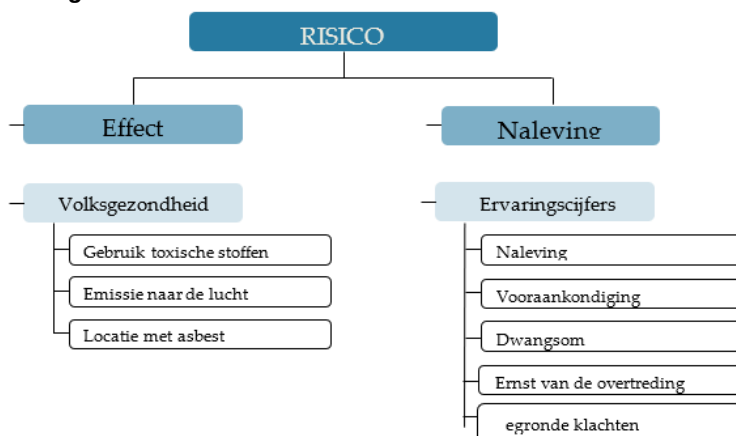 RISICO
Effect
Naleving
Volksgezondheid
Gebruik toxische stoffen
Emissie naar de lucht
Locatie met asbest
Ervaringscijfers
Naleving
Vooraankondiging
Dwangsom
Ernst van de overtreding
egronde klachten